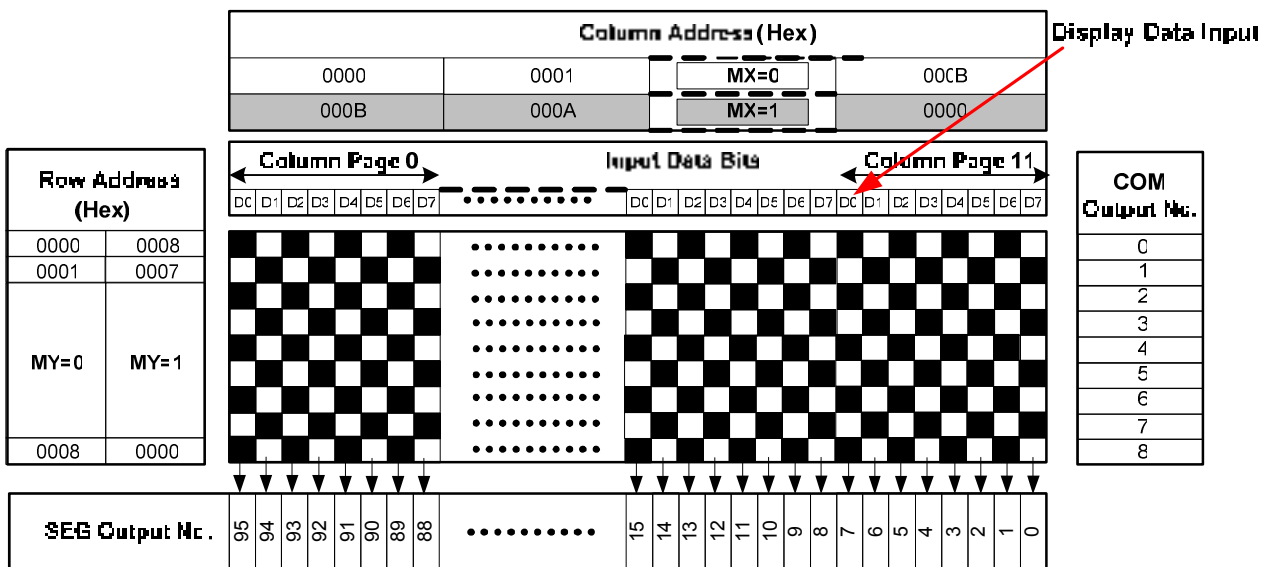 Column Address (Hex)
Display Data Input
0000 0001 MX=0 000B
000B 000A MX=1 0000
Column Page 0 Input Data Bits Column Page 11
Row Address
(Hex)
COM
Output No.
D0 D1 D2 D3 D4 D5 D6 D7 D0 D1 D2 D3 D4 D5 D6 D7 D0 D1 D2 D3 D4 D5 D6 D7
0000 0008 0
0001 0007 1
2
3
MY=0 MY=1 4
5
6
7
0008 0000 8
SEG Output No. 95 94 93 92 91 90 89 88 15 14 13 12 11 10 9 8 7 6 5 4 3 2 1 0